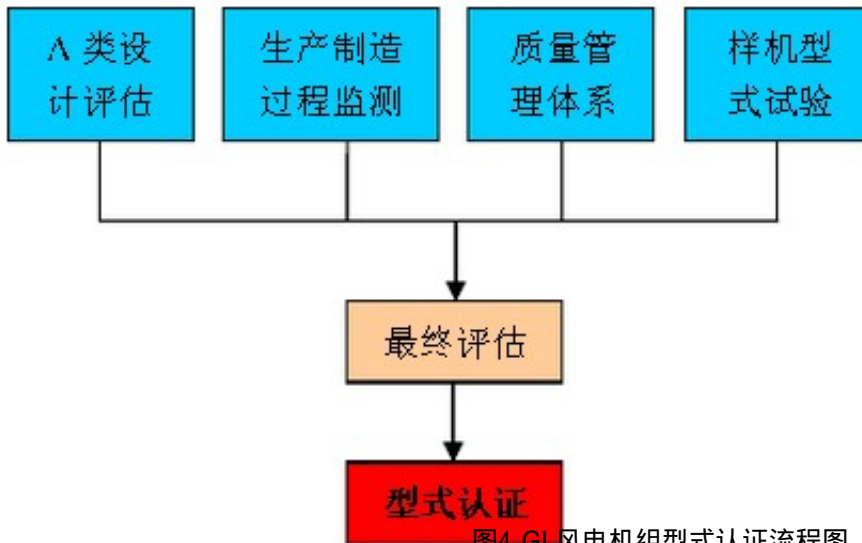 A 类设
计评估
生产制造
过程监测
质量管
理体系
样机型
式试验
最终评估
型式认证
图4 GL风电机组型式认证流程图